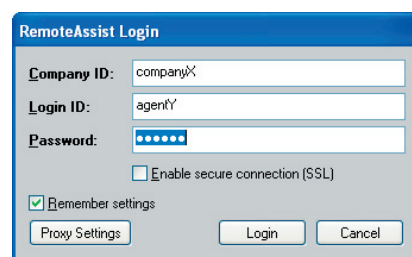 RemoteAssist Login
Company ID: companyX
Login ID: agentY
Password: ●●●●●●
Enable secure connection (SSL)
Remember settings
Proxy Settings Login Cancel